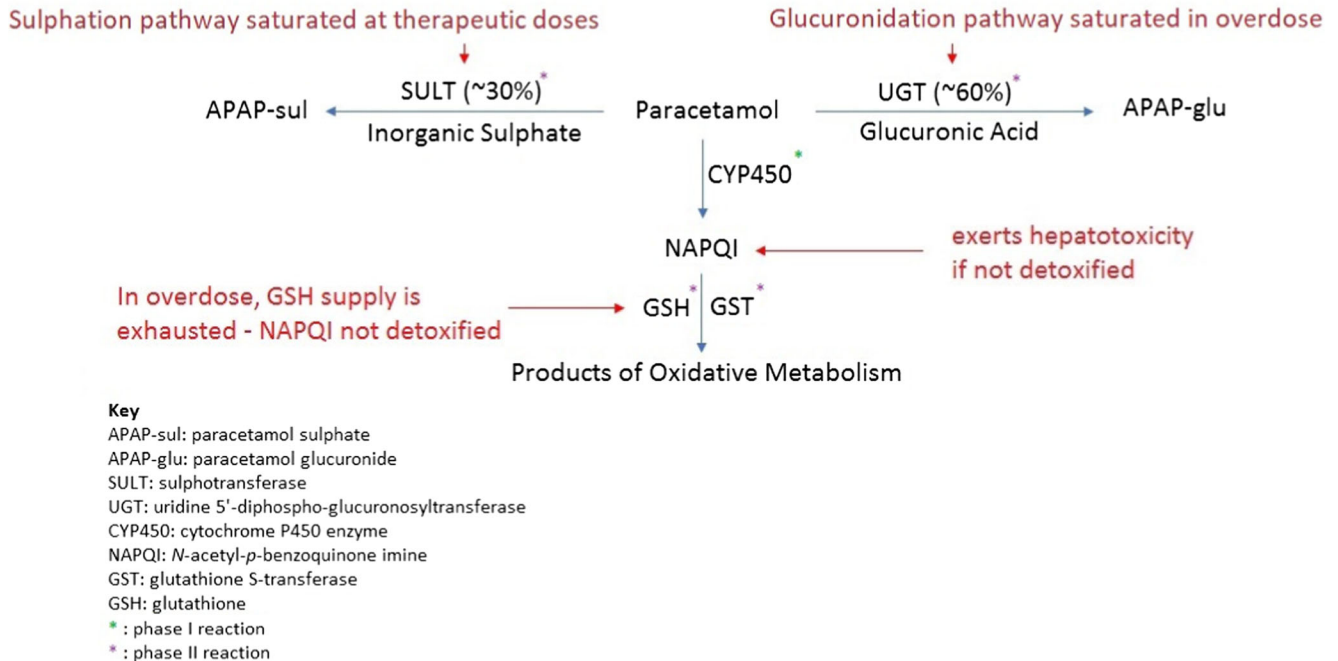 Sulphation pathway saturated at therapeutic doses
Glucuronidation pathway saturated in overdose
SULT (~30%)*
UGT (~60%)*
APAP-sul
Paracetamol
APAP-glu
Inorganic Sulphate
Glucuronic Acid
CYP450*
NAPQI
exerts hepatotoxicity
if not detoxified
In overdose, GSH supply is
exhausted - NAPQI not detoxified
GSH* GST*
Products of Oxidative Metabolism
Key
APAP-sul: paracetamol sulphate
APAP-glu: paracetamol glucuronide
SULT: sulphotransferase
UGT: uridine 5'-diphospho-glucuronosyltransferase
CYP450: cytochrome P450 enzyme
NAPQI: N-acetyl-p-benzoquinone imine
GST: glutathione S-transferase
GSH: glutathione
* : phase I reaction
* : phase II reaction